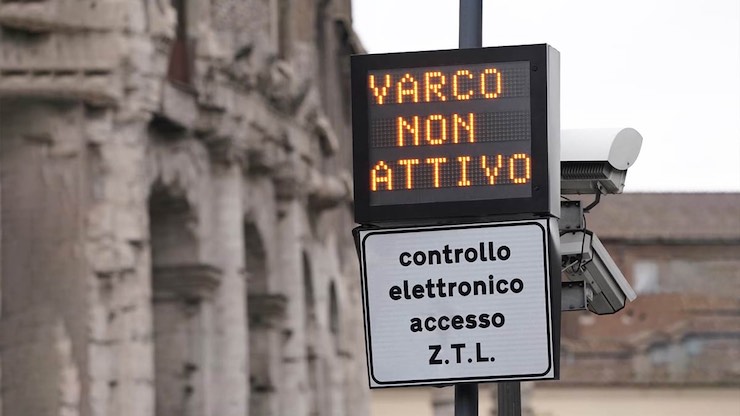 VARCO
NON
ATTIVO
controllo
elettronico
accesso
Z.T.L.